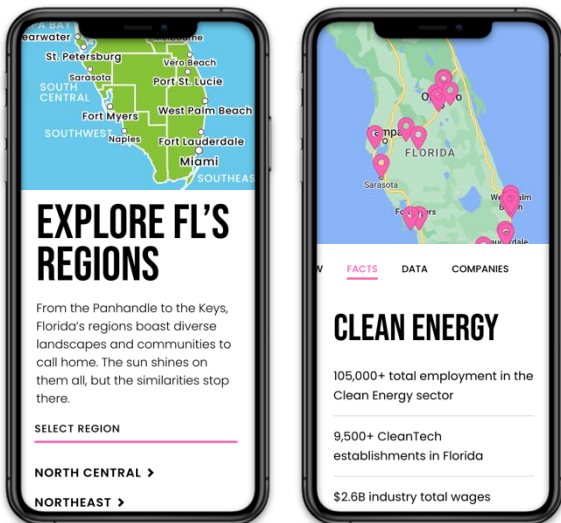 St. Petersburg
Vero Beach
Sarasota
Port St. Lucie
SOUTH
CENTRAL
West Palm Beach
Fort Myers
SOUTHWEST
Naples
Fort Lauderdale
Miami
EXPLORE FL'S
REGIONS
From the Panhandle to the Keys,
Florida's regions boast diverse
landscapes and communities to
call home. The sun shines on
them all, but the similarities stop
there.
SELECT REGION
NORTH CENTRAL >
NORTHEAST >
FLORIDA
Sarasota
FACTS DATA COMPANIES
CLEAN ENERGY
105,000+ total employment in the
Clean Energy sector
9,500+ CleanTech
establishments in Florida
$2.6B industry total wages